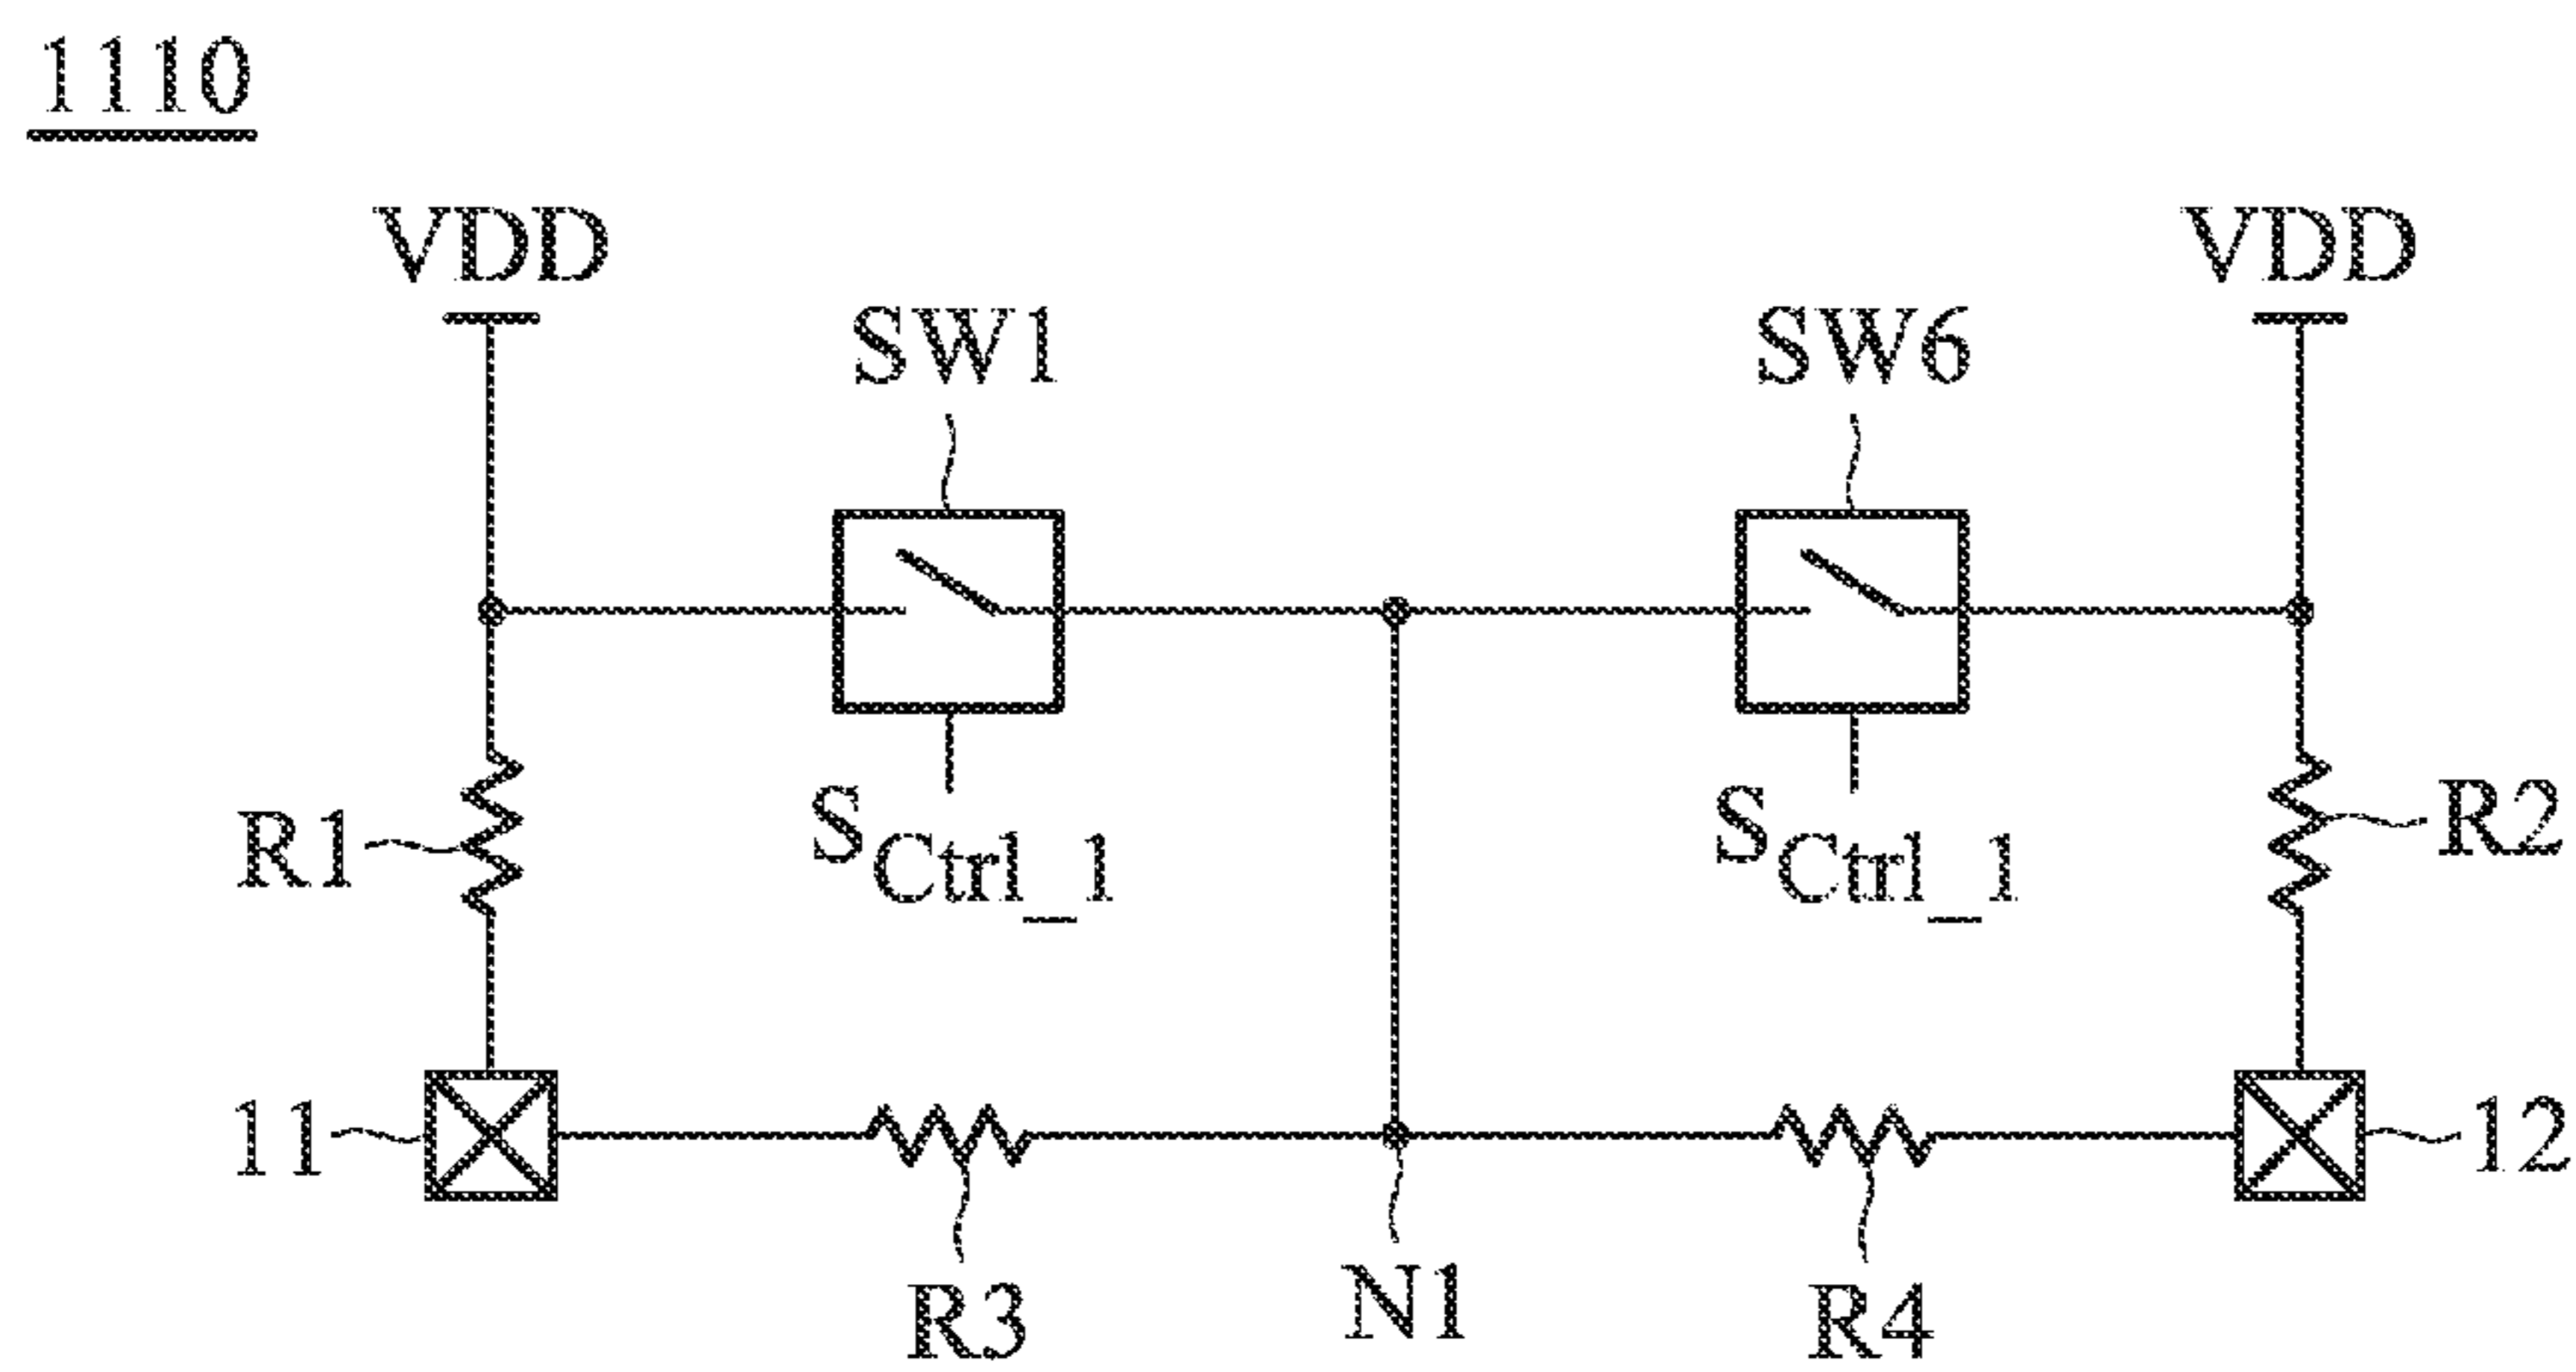 1110
VDD VDD
SW1 SW6
R1 S_Ctrl_1 S_Ctrl_1 R2
11 12
R3 N1 R4